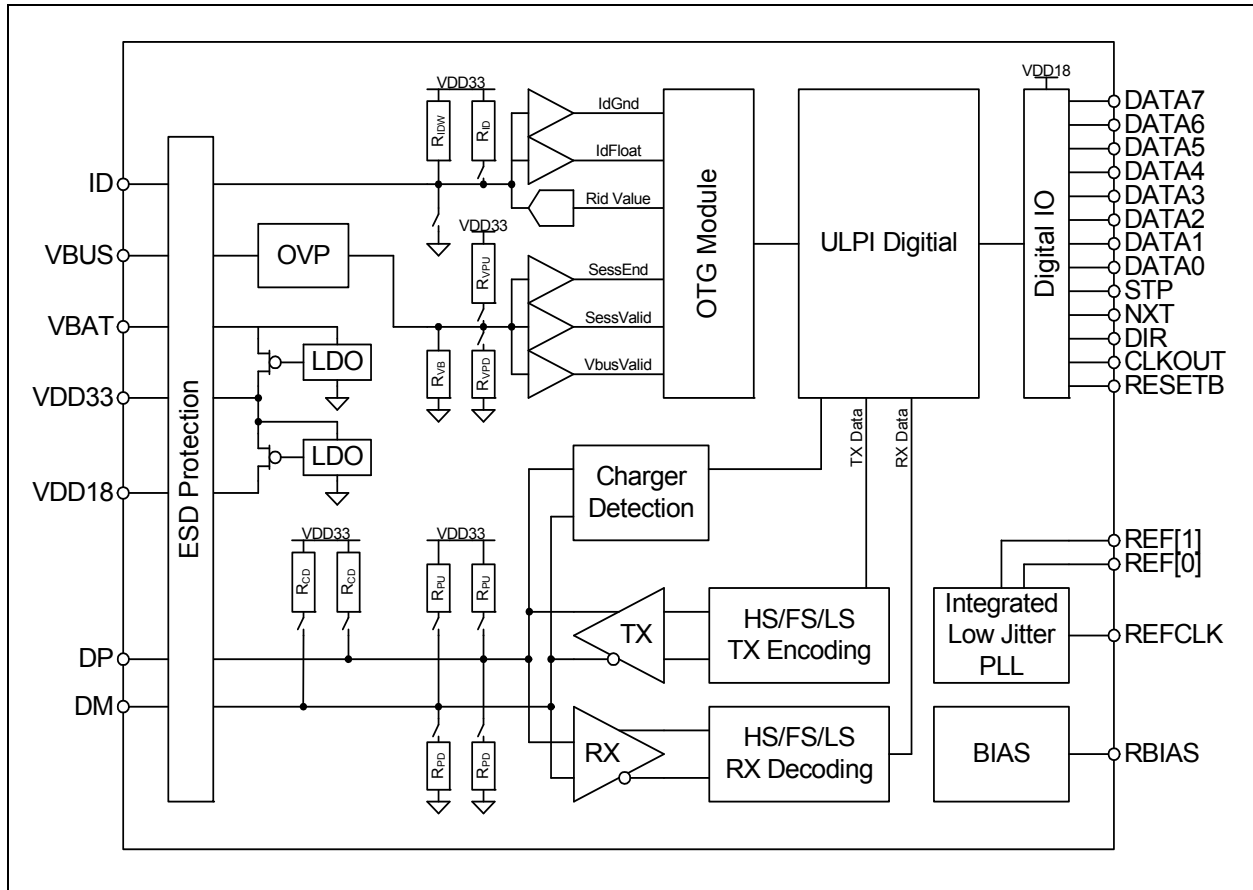 VDD33
RIDW
RID
IdGnd
IdFloat
Rid Value
OTG Module
ULPI Digitial
VDD18
Digital IO
DATA7
DATA6
DATA5
DATA4
DATA3
DATA2
DATA1
DATA0
STP
NXT
DIR
CLKOUT
RESETB
ID
VBUS
VBAT
VDD33
VDD18
DP
DM
ESD Protection
OVP
VDD33
RVPU
RVB
RVPD
SessEnd
SessValid
VbusValid
LDO
LDO
Charger
Detection
TX Data
RX Data
VDD33
RCD
RCD
VDD33
RPU
RPU
RPD
RPD
TX
HS/FS/LS
TX Encoding
RX
HS/FS/LS
RX Decoding
REF[1]
REF[0]
Integrated
Low Jitter
PLL
REFCLK
BIAS
RBIAS